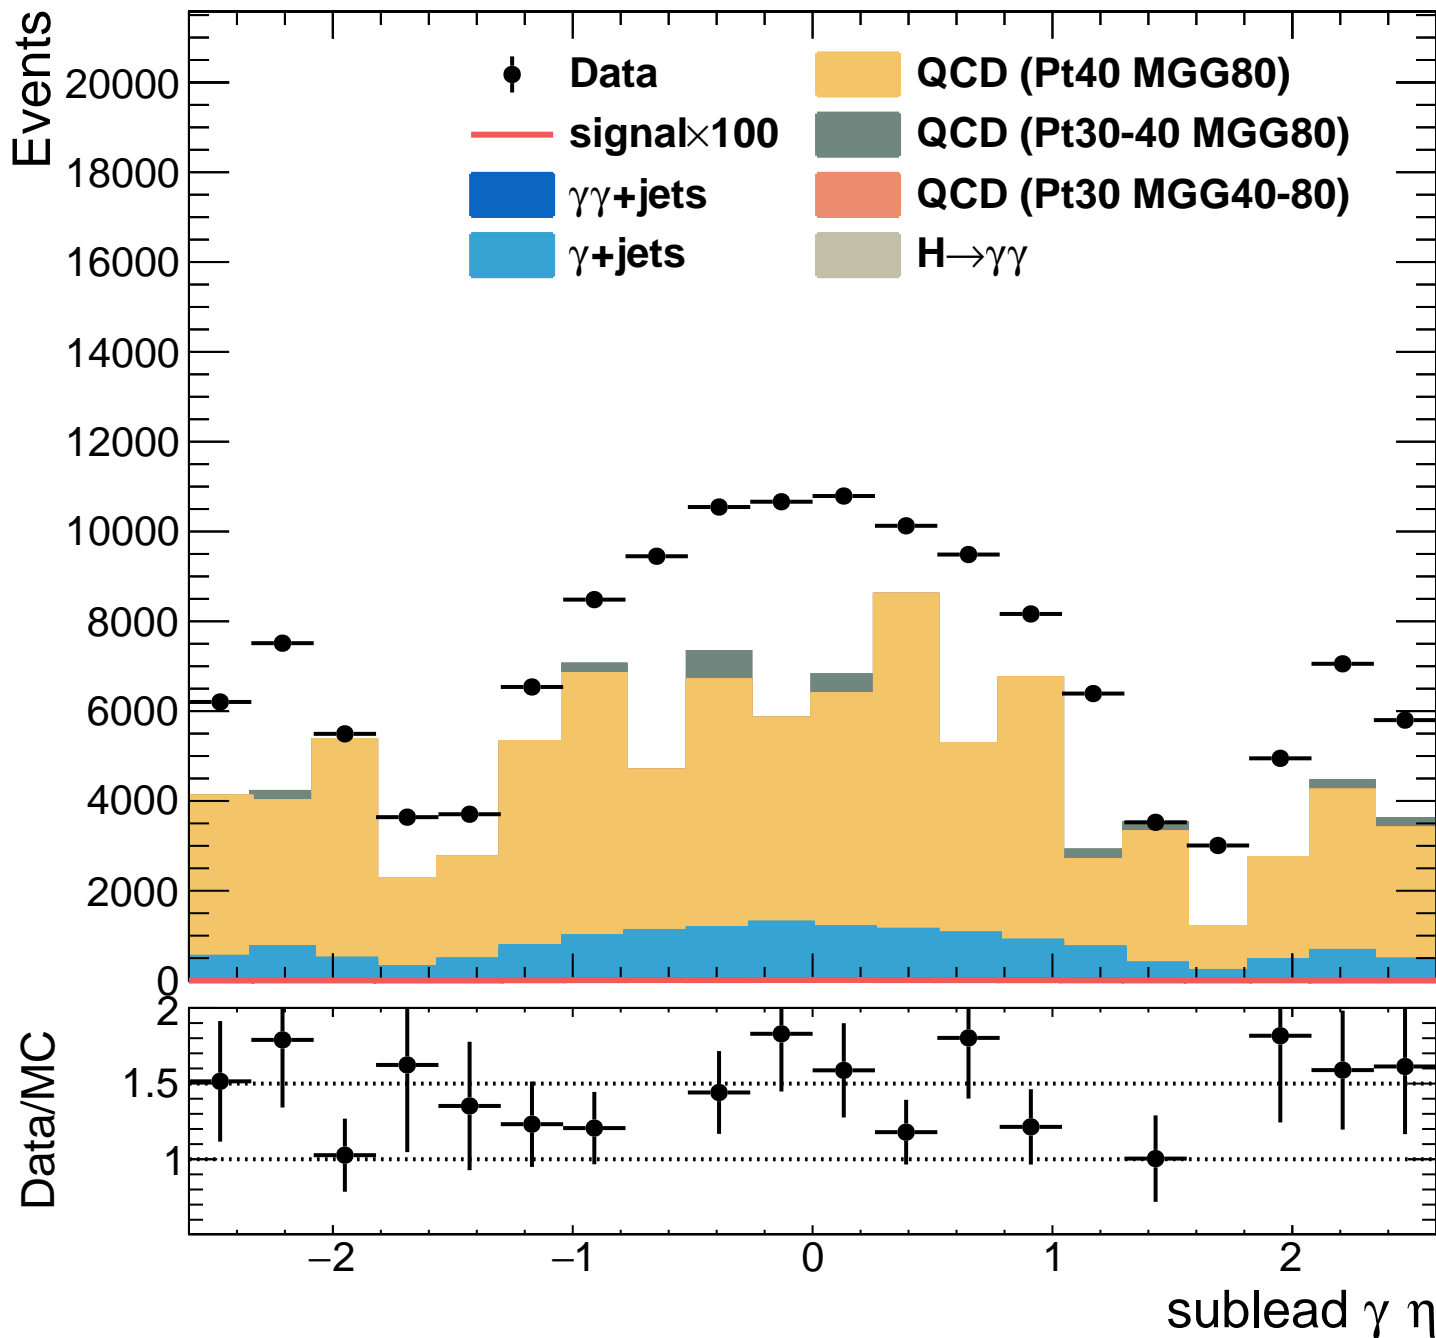 Events
20000
18000
16000
14000
12000
10000
8000
6000
4000
2000
0
Data
signal×100
γγ+jets
γ+jets
QCD (Pt40 MGG80)
QCD (Pt30-40 MGG80)
QCD (Pt30 MGG40-80)
H→γγ
Data/MC
2
1.5
1
−2 −1 0 1 2
sublead γ η